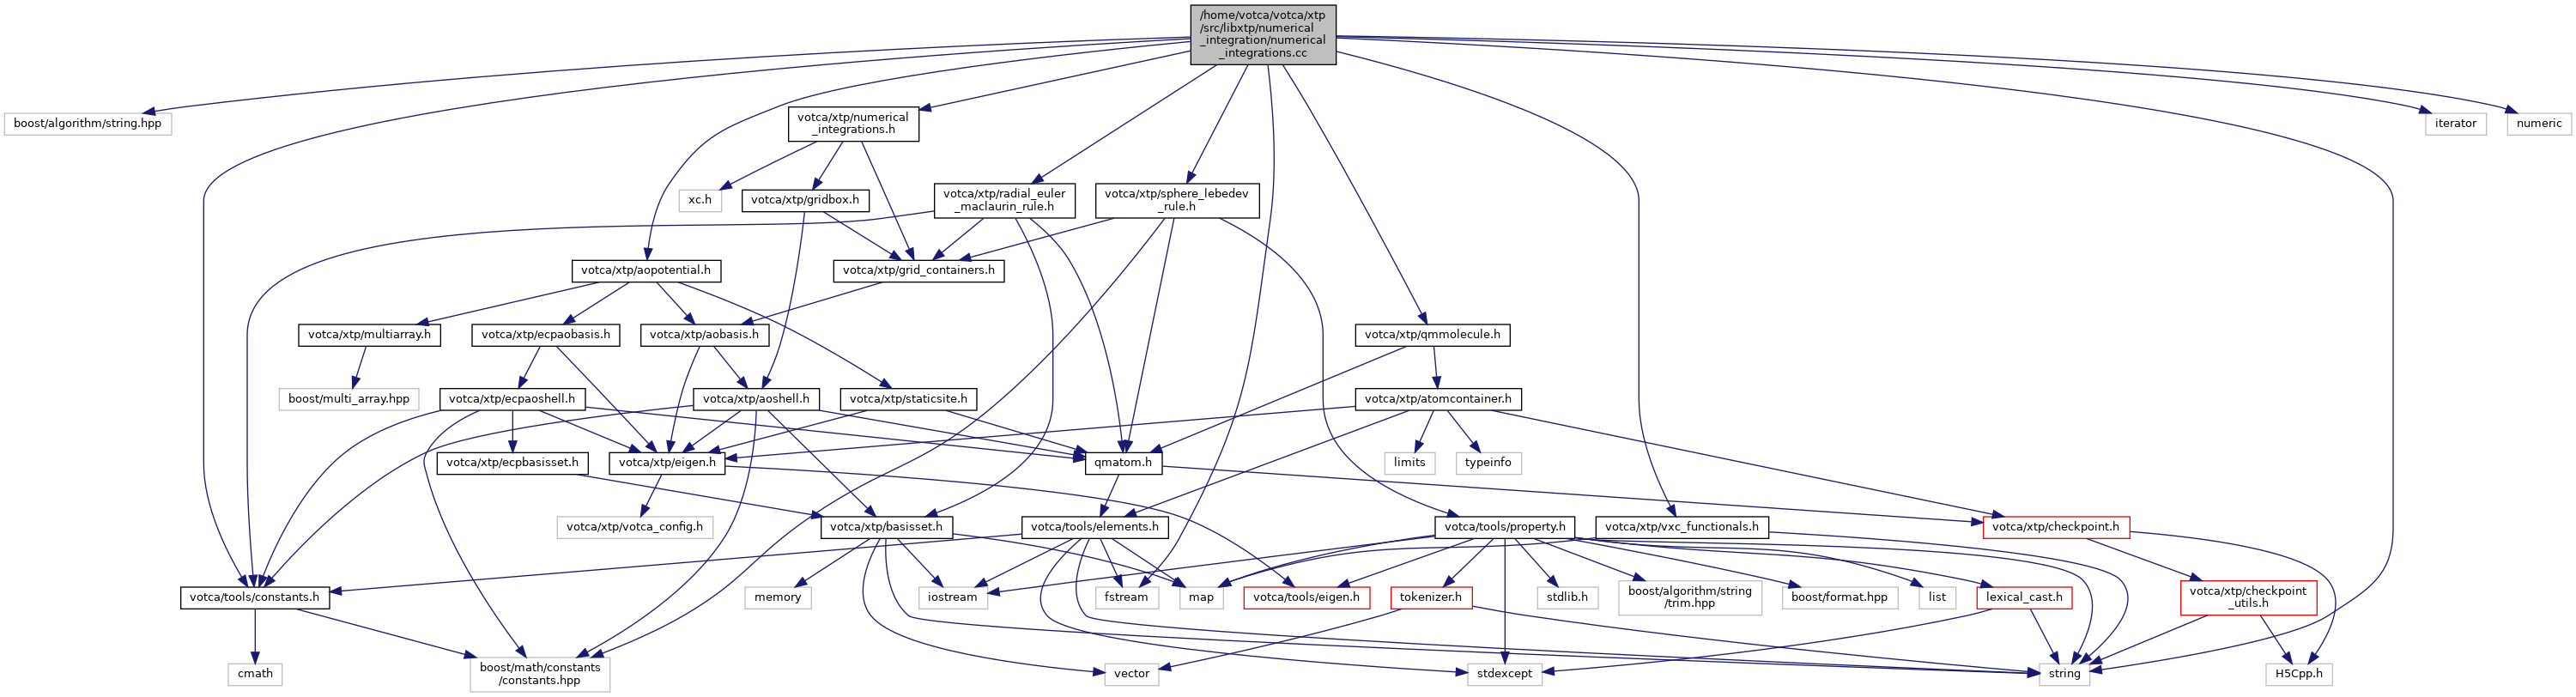 /home/votca/votca/xtp
/src/libxtp/numerical
_integration/numerical
_integrations.cc
boost/algorithm/string.hpp
votca/xtp/numerical
_integrations.h
iterator
numeric
xc.h
votca/xtp/gridbox.h
votca/xtp/radial_euler
_maclaurin_rule.h
votca/xtp/sphere_lebedev
_rule.h
votca/xtp/aopotential.h
votca/xtp/grid_containers.h
votca/xtp/multiarray.h
votca/xtp/ecpaobasis.h
votca/xtp/aobasis.h
votca/xtp/qmmolecule.h
boost/multi_array.hpp
votca/xtp/ecpaoshell.h
votca/xtp/aoshell.h
votca/xtp/staticsite.h
votca/xtp/atomcontainer.h
votca/xtp/ecpbasisset.h
votca/xtp/eigen.h
qmatom.h
limits
typeinfo
votca/xtp/votca_config.h
votca/xtp/basisset.h
votca/tools/elements.h
votca/tools/property.h
votca/xtp/vxc_functionals.h
votca/xtp/checkpoint.h
votca/tools/constants.h
memory
iostream
fstream
map
votca/tools/eigen.h
tokenizer.h
stdlib.h
boost/algorithm/string
/trim.hpp
boost/format.hpp
list
lexical_cast.h
votca/xtp/checkpoint
_utils.h
cmath
boost/math/constants
/constants.hpp
vector
stdexcept
string
H5Cpp.h